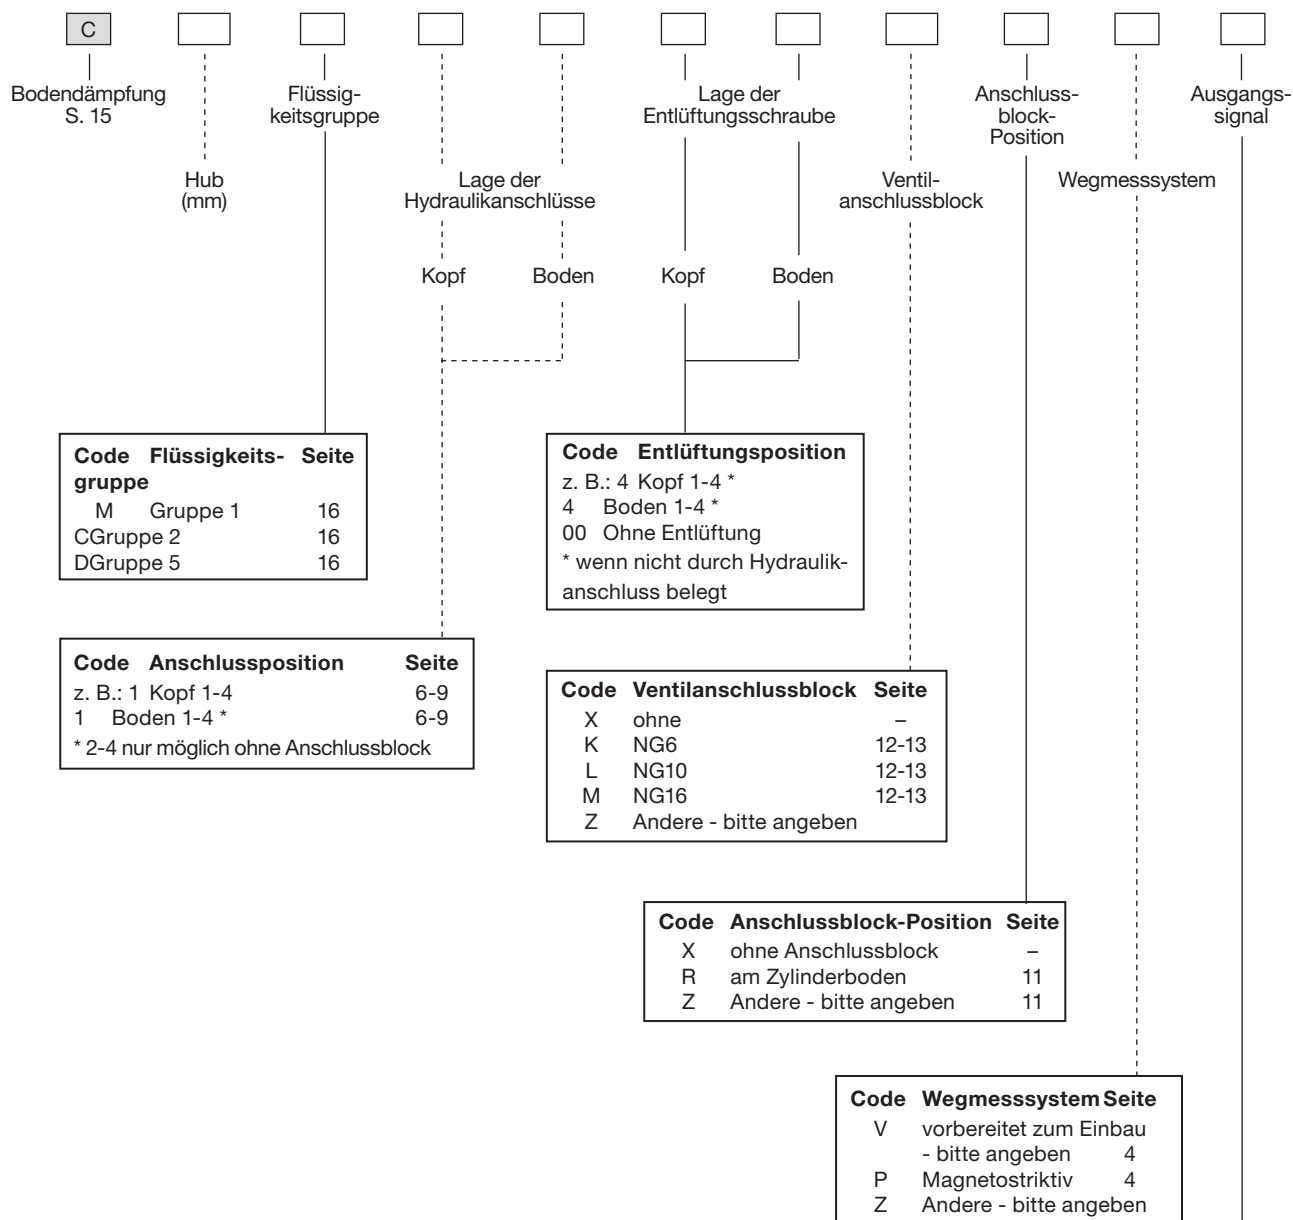 C
Bodendämpfung
S. 15
Flüssig-
keitsgruppe
Lage der
Entlüftungsschraube
Anschluss-
block-
Position
Ausgangs-
signal
Hub
(mm)
Lage der
Hydraulikanschlüsse
Ventil-
anschlussblock
Wegmesssystem
Kopf Boden Kopf Boden
Code Flüssigkeits- Seite
gruppe
M Gruppe 1 16
CGruppe 2 16
DGruppe 5 16
Code Entlüftungsposition
z. B.: 4 Kopf 1-4 *
4 Boden 1-4 *
00 Ohne Entlüftung
* wenn nicht durch Hydraulik-
anschluss belegt
Code Anschlussposition Seite
z. B.: 1 Kopf 1-4 6-9
1 Boden 1-4 * 6-9
* 2-4 nur möglich ohne Anschlussblock
Code Ventilanschlussblock Seite
X ohne –
K NG6 12-13
L NG10 12-13
M NG16 12-13
Z Andere - bitte angeben
Code Anschlussblock-Position Seite
X ohne Anschlussblock –
R am Zylinderboden 11
Z Andere - bitte angeben 11
Code Wegmesssystem Seite
V vorbereitet zum Einbau
- bitte angeben 4
P Magnetostriktiv 4
Z Andere - bitte angeben